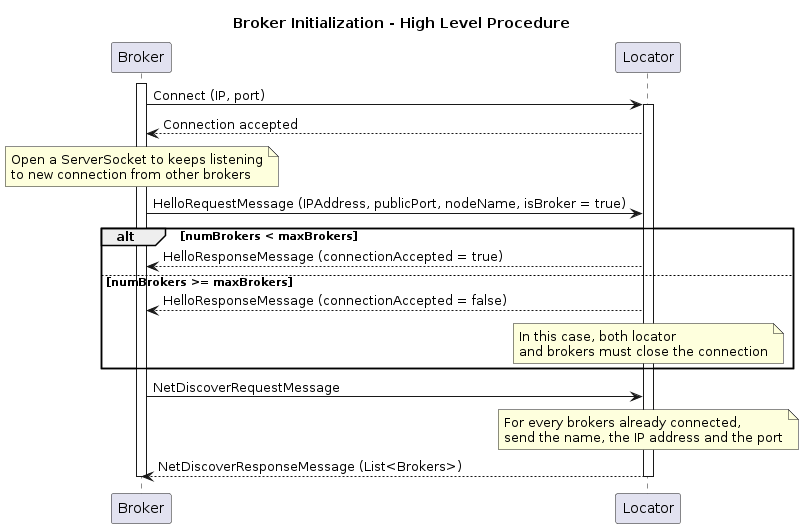 Broker Initialization - High Level Procedure
Broker
Locator
Connect (IP, port)
Connection accepted
Open a ServerSocket to keeps listening
to new connection from other brokers
HelloRequestMessage (IPAddress, publicPort, nodeName, isBroker = true)
alt
[numBrokers < maxBrokers]
HelloResponseMessage (connectionAccepted = true)
[numBrokers >= maxBrokers]
HelloResponseMessage (connectionAccepted = false)
In this case, both locator
and brokers must close the connection
NetDiscoverRequestMessage
For every brokers already connected,
send the name, the IP address and the port
NetDiscoverResponseMessage (List<Brokers>)
Broker
Locator